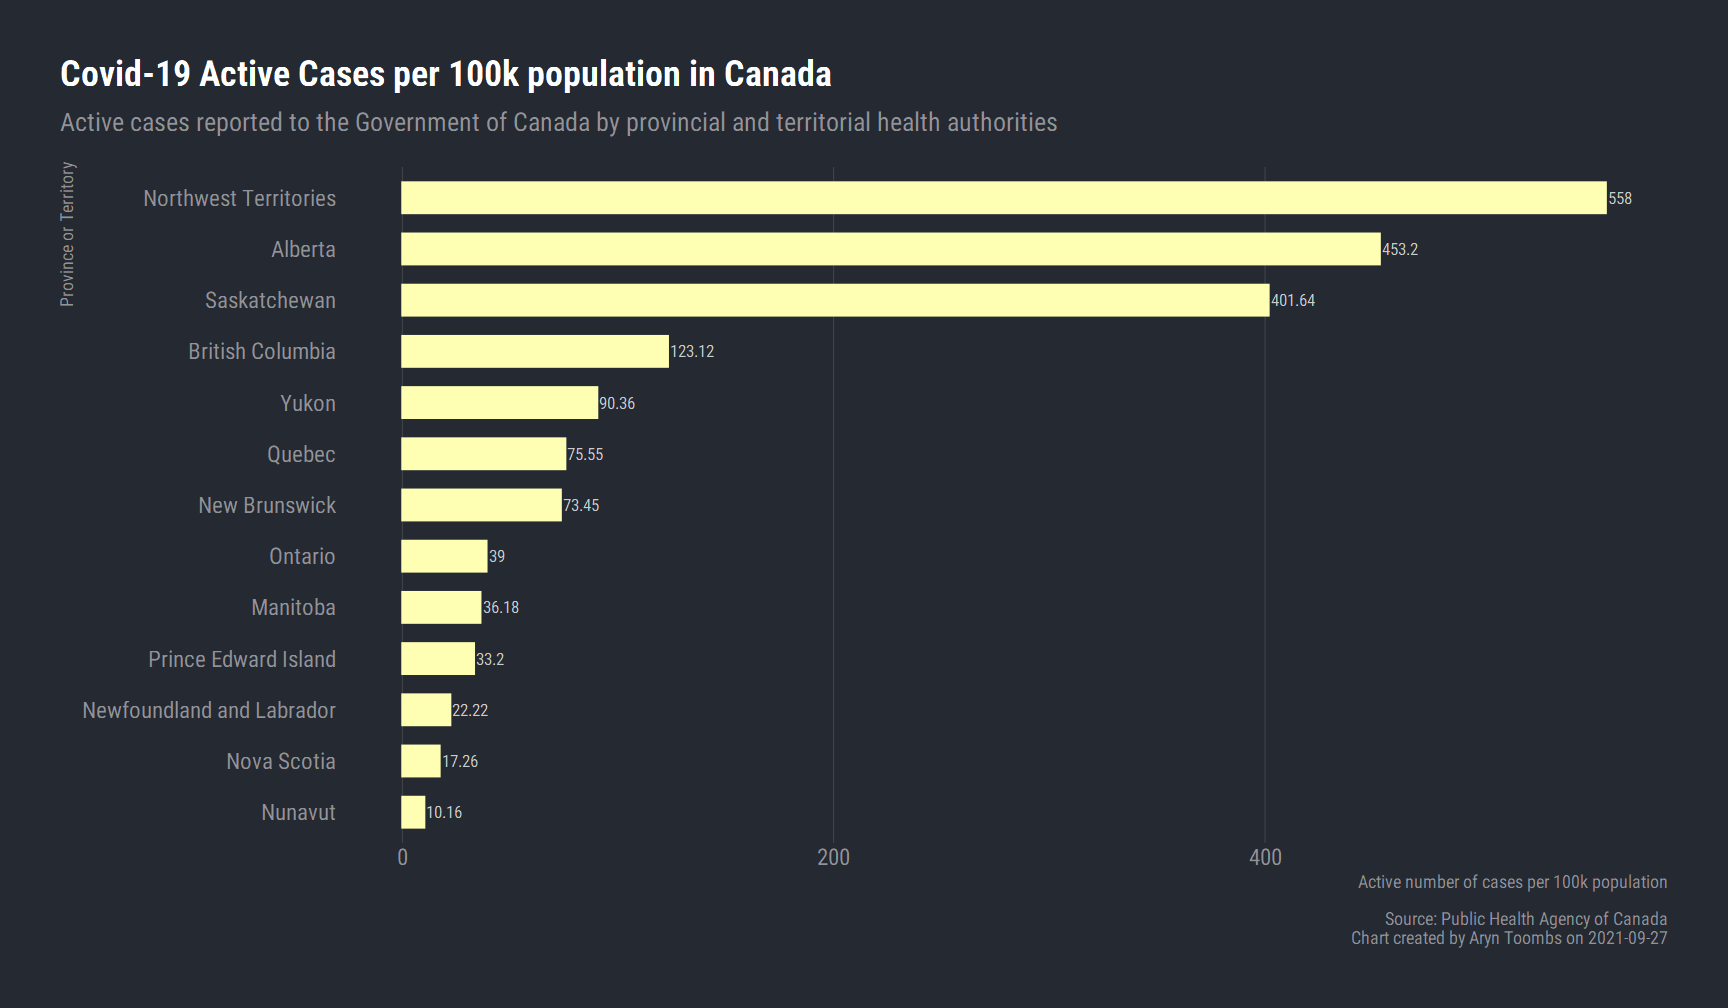 Covid-19 Active Cases per 100k population in Canada
Active cases reported to the Government of Canada by provincial and territorial health authorities
Province or Territory
Northwest Territories 558
Alberta 453.2
Saskatchewan 401.64
British Columbia 123.12
Yukon 90.36
Quebec 75.55
New Brunswick 73.45
Ontario 39
Manitoba 36.18
Prince Edward Island 33.2
Newfoundland and Labrador 22.22
Nova Scotia 17.26
Nunavut 10.16
0 200 400
Active number of cases per 100k population
Source: Public Health Agency of Canada
Chart created by Aryn Toombs on 2021-09-27